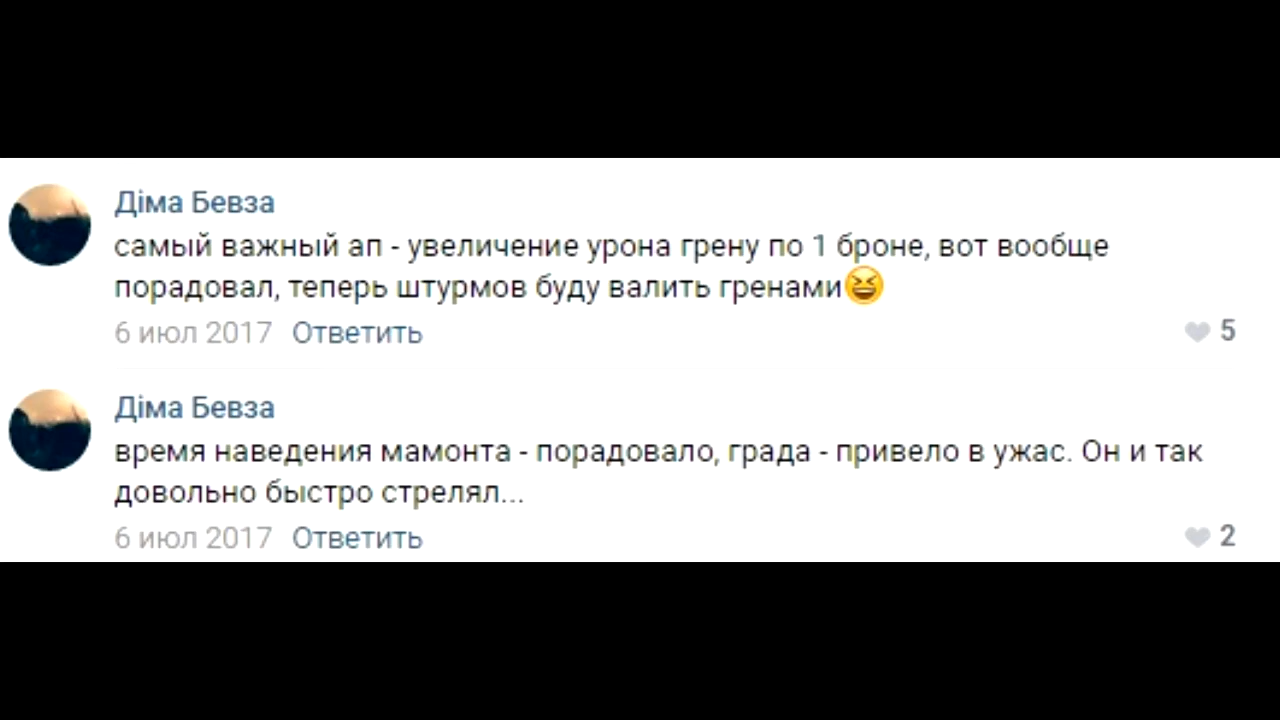 Діма Бевза
самый важный ап - увеличение урона грену по 1 броне, вот вообще
порадовал, теперь штурмов буду валить гренами😆
6 июл 2017 Ответить 5
Діма Бевза
время наведения мамонта - порадовало, града - привело в ужас. Он и так
довольно быстро стрелял...
6 июл 2017 Ответить 2